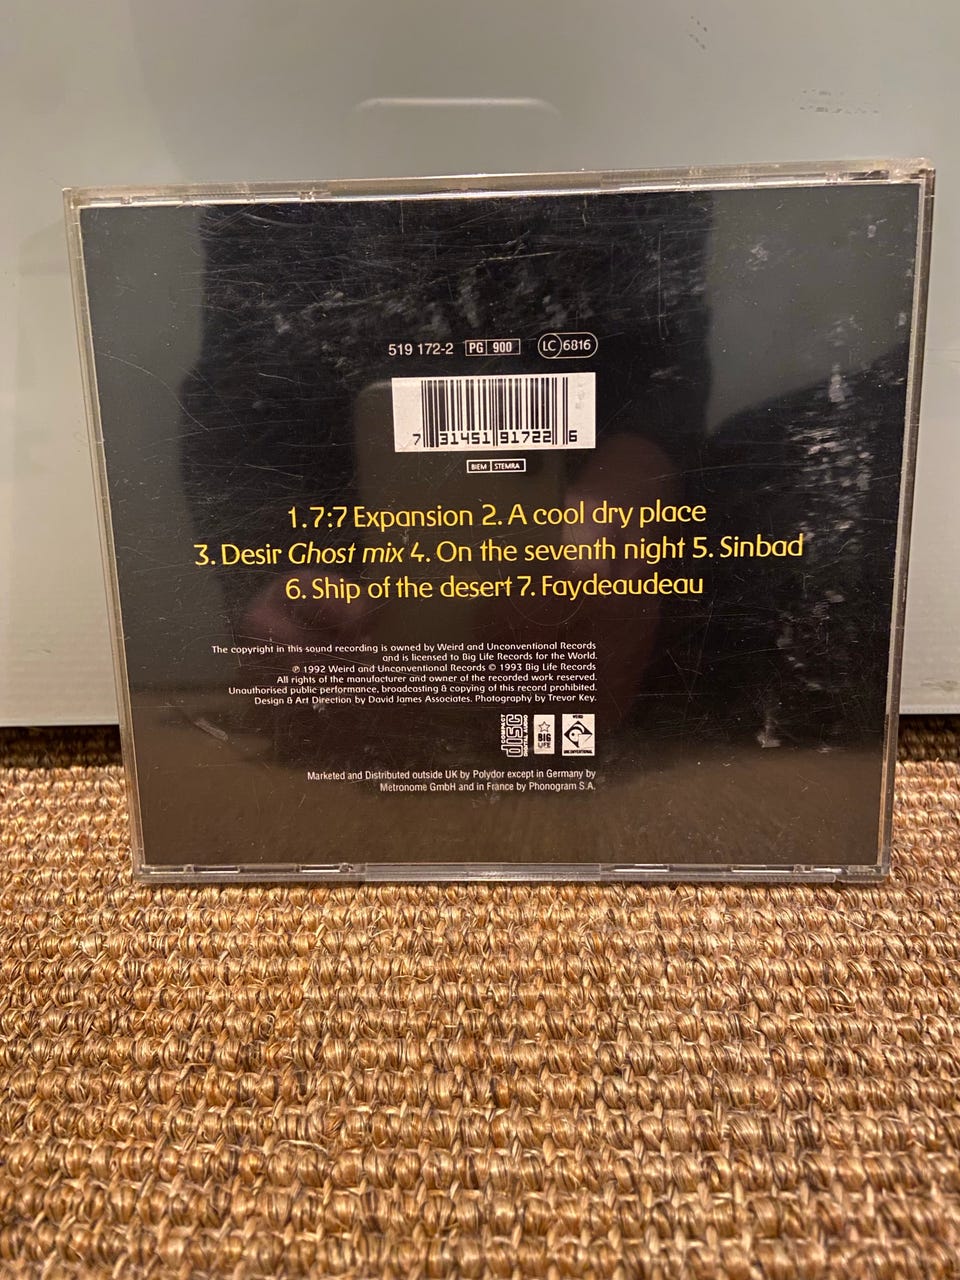 519 172-2 PG 900 LC 6816
7 31451 91722 6
BIEM STEMRA
1.7:7 Expansion 2. A cool dry place
3. Desir Ghost mix 4. On the seventh night 5. Sinbad
6. Ship of the desert 7. Faydeaudeau
The copyright in this sound recording is owned by Weird and Unconventional Records
and is licensed to Big Life Records for the World.
℗ 1992 Weird and Unconventional Records © 1993 Big Life Records
All rights of the manufacturer and owner of the recorded work reserved.
Unauthorised public performance, broadcasting & copying of this record prohibited.
Design & Art Direction by David James Associates. Photography by Trevor Key.
COMPACT disc DIGITAL AUDIO
BIG LIFE
WEIRD UNCONVENTIONAL
Marketed and Distributed outside UK by Polydor except in Germany by
Metronome GmbH and in France by Phonogram S.A.